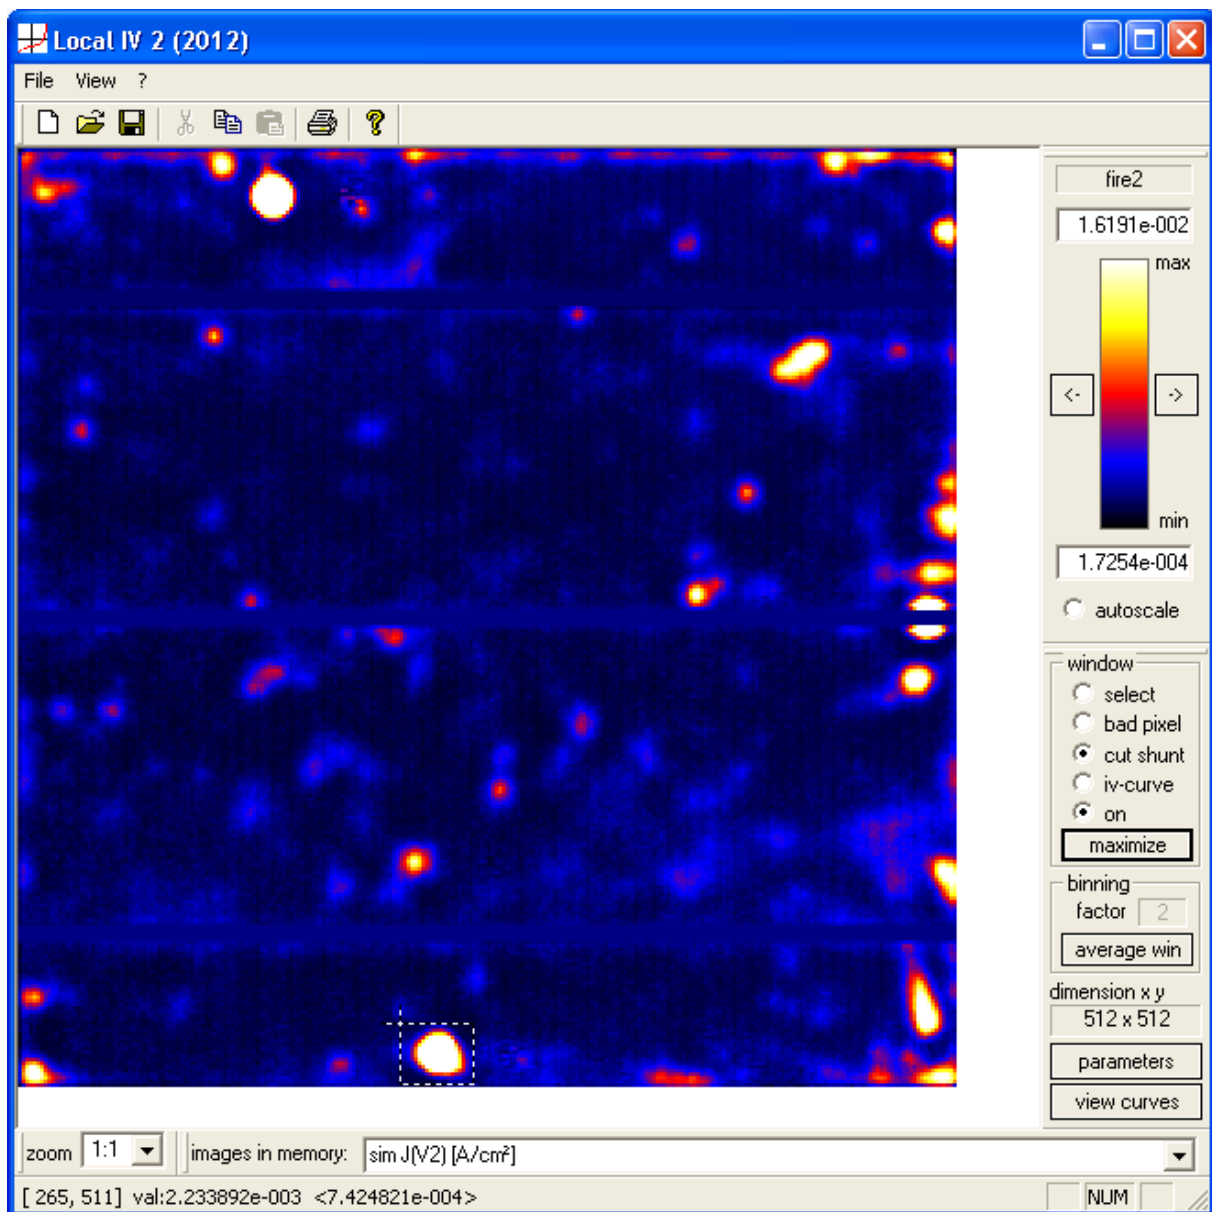 Local IV 2 (2012)
File View ?
fire2
1.6191e-002
max
<- ->
min
1.7254e-004
autoscale
window
select
bad pixel
cut shunt
iv-curve
on
maximize
binning
factor 2
average win
dimension x y
512 x 512
parameters
view curves
zoom 1:1 images in memory: sim J(V2) [A/cm²]
[ 265, 511] val:2.233892e-003 <7.424821e-004> NUM